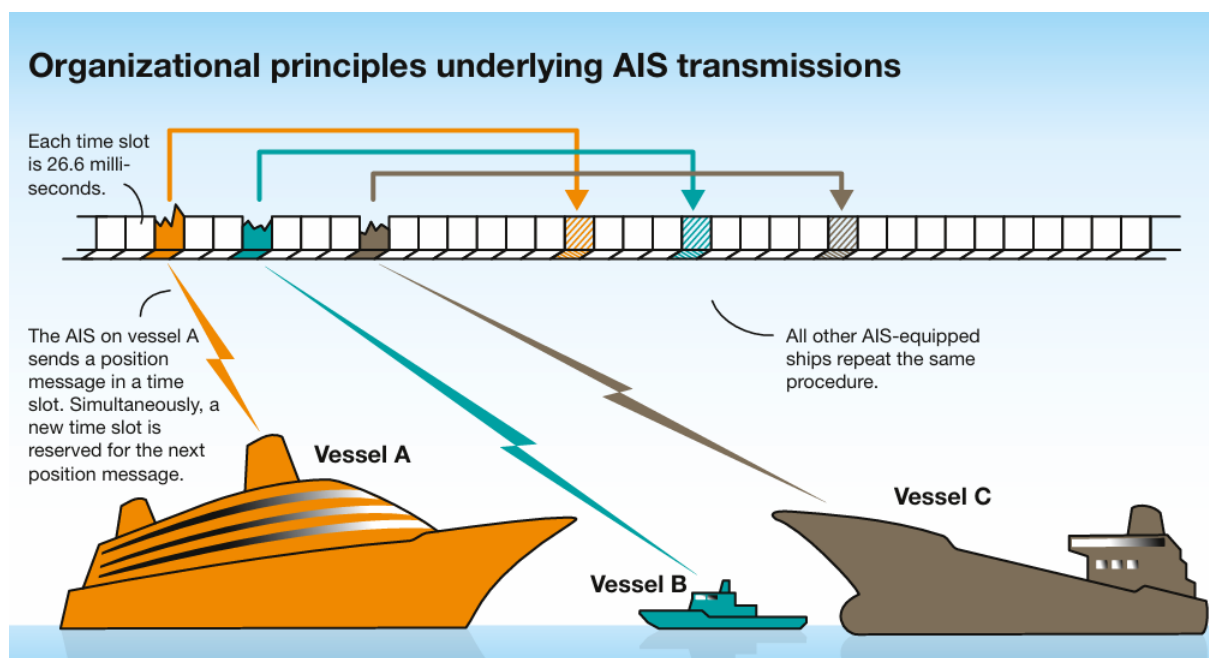 Organizational principles underlying AIS transmissions
Each time slot
is 26.6 milli-
seconds.
The AIS on vessel A
sends a position
message in a time
slot. Simultaneously, a
new time slot is
reserved for the next
position message.
All other AIS-equipped
ships repeat the same
procedure.
Vessel A
Vessel C
Vessel B